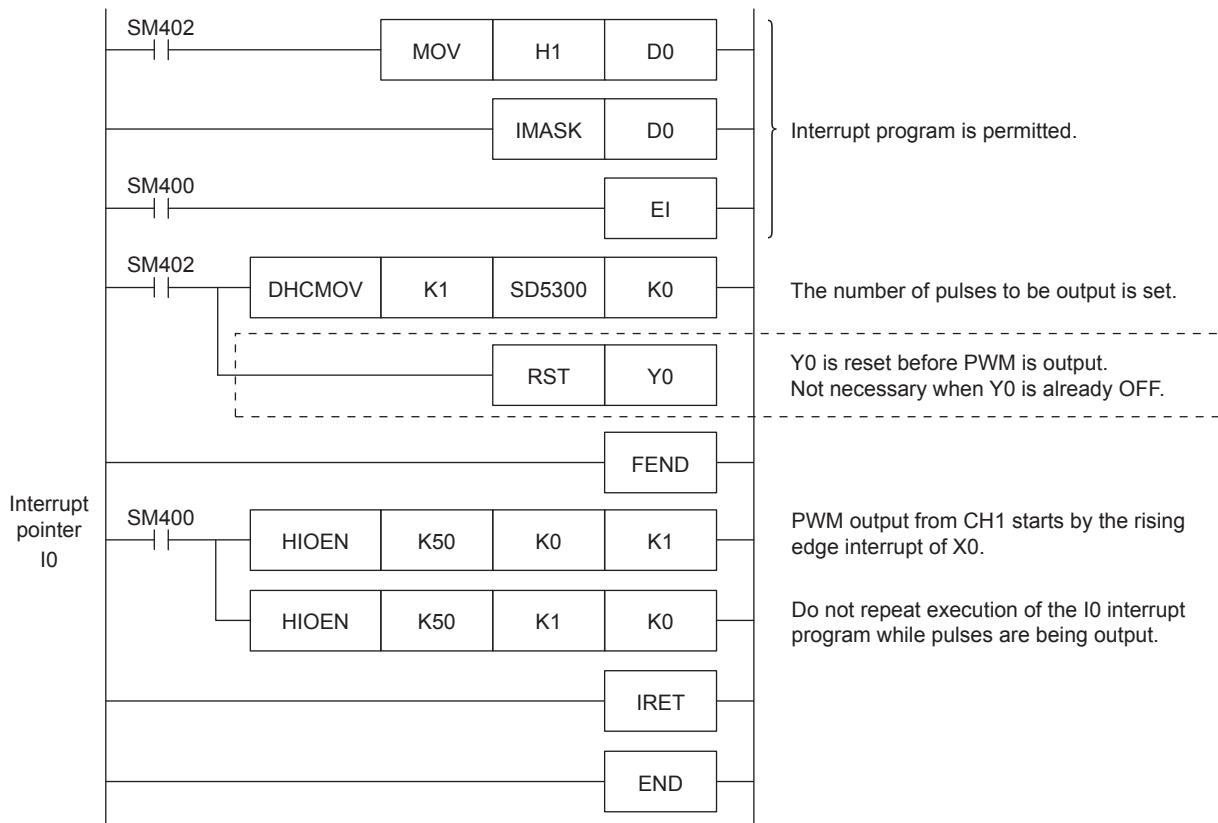 SM402
MOV H1 D0
IMASK D0
Interrupt program is permitted.
SM400
EI
SM402
DHCMOV K1 SD5300 K0
The number of pulses to be output is set.
RST Y0
Y0 is reset before PWM is output.
Not necessary when Y0 is already OFF.
FEND
Interrupt
pointer
I0
SM400
HIOEN K50 K0 K1
PWM output from CH1 starts by the rising
edge interrupt of X0.
HIOEN K50 K1 K0
Do not repeat execution of the I0 interrupt
program while pulses are being output.
IRET
END